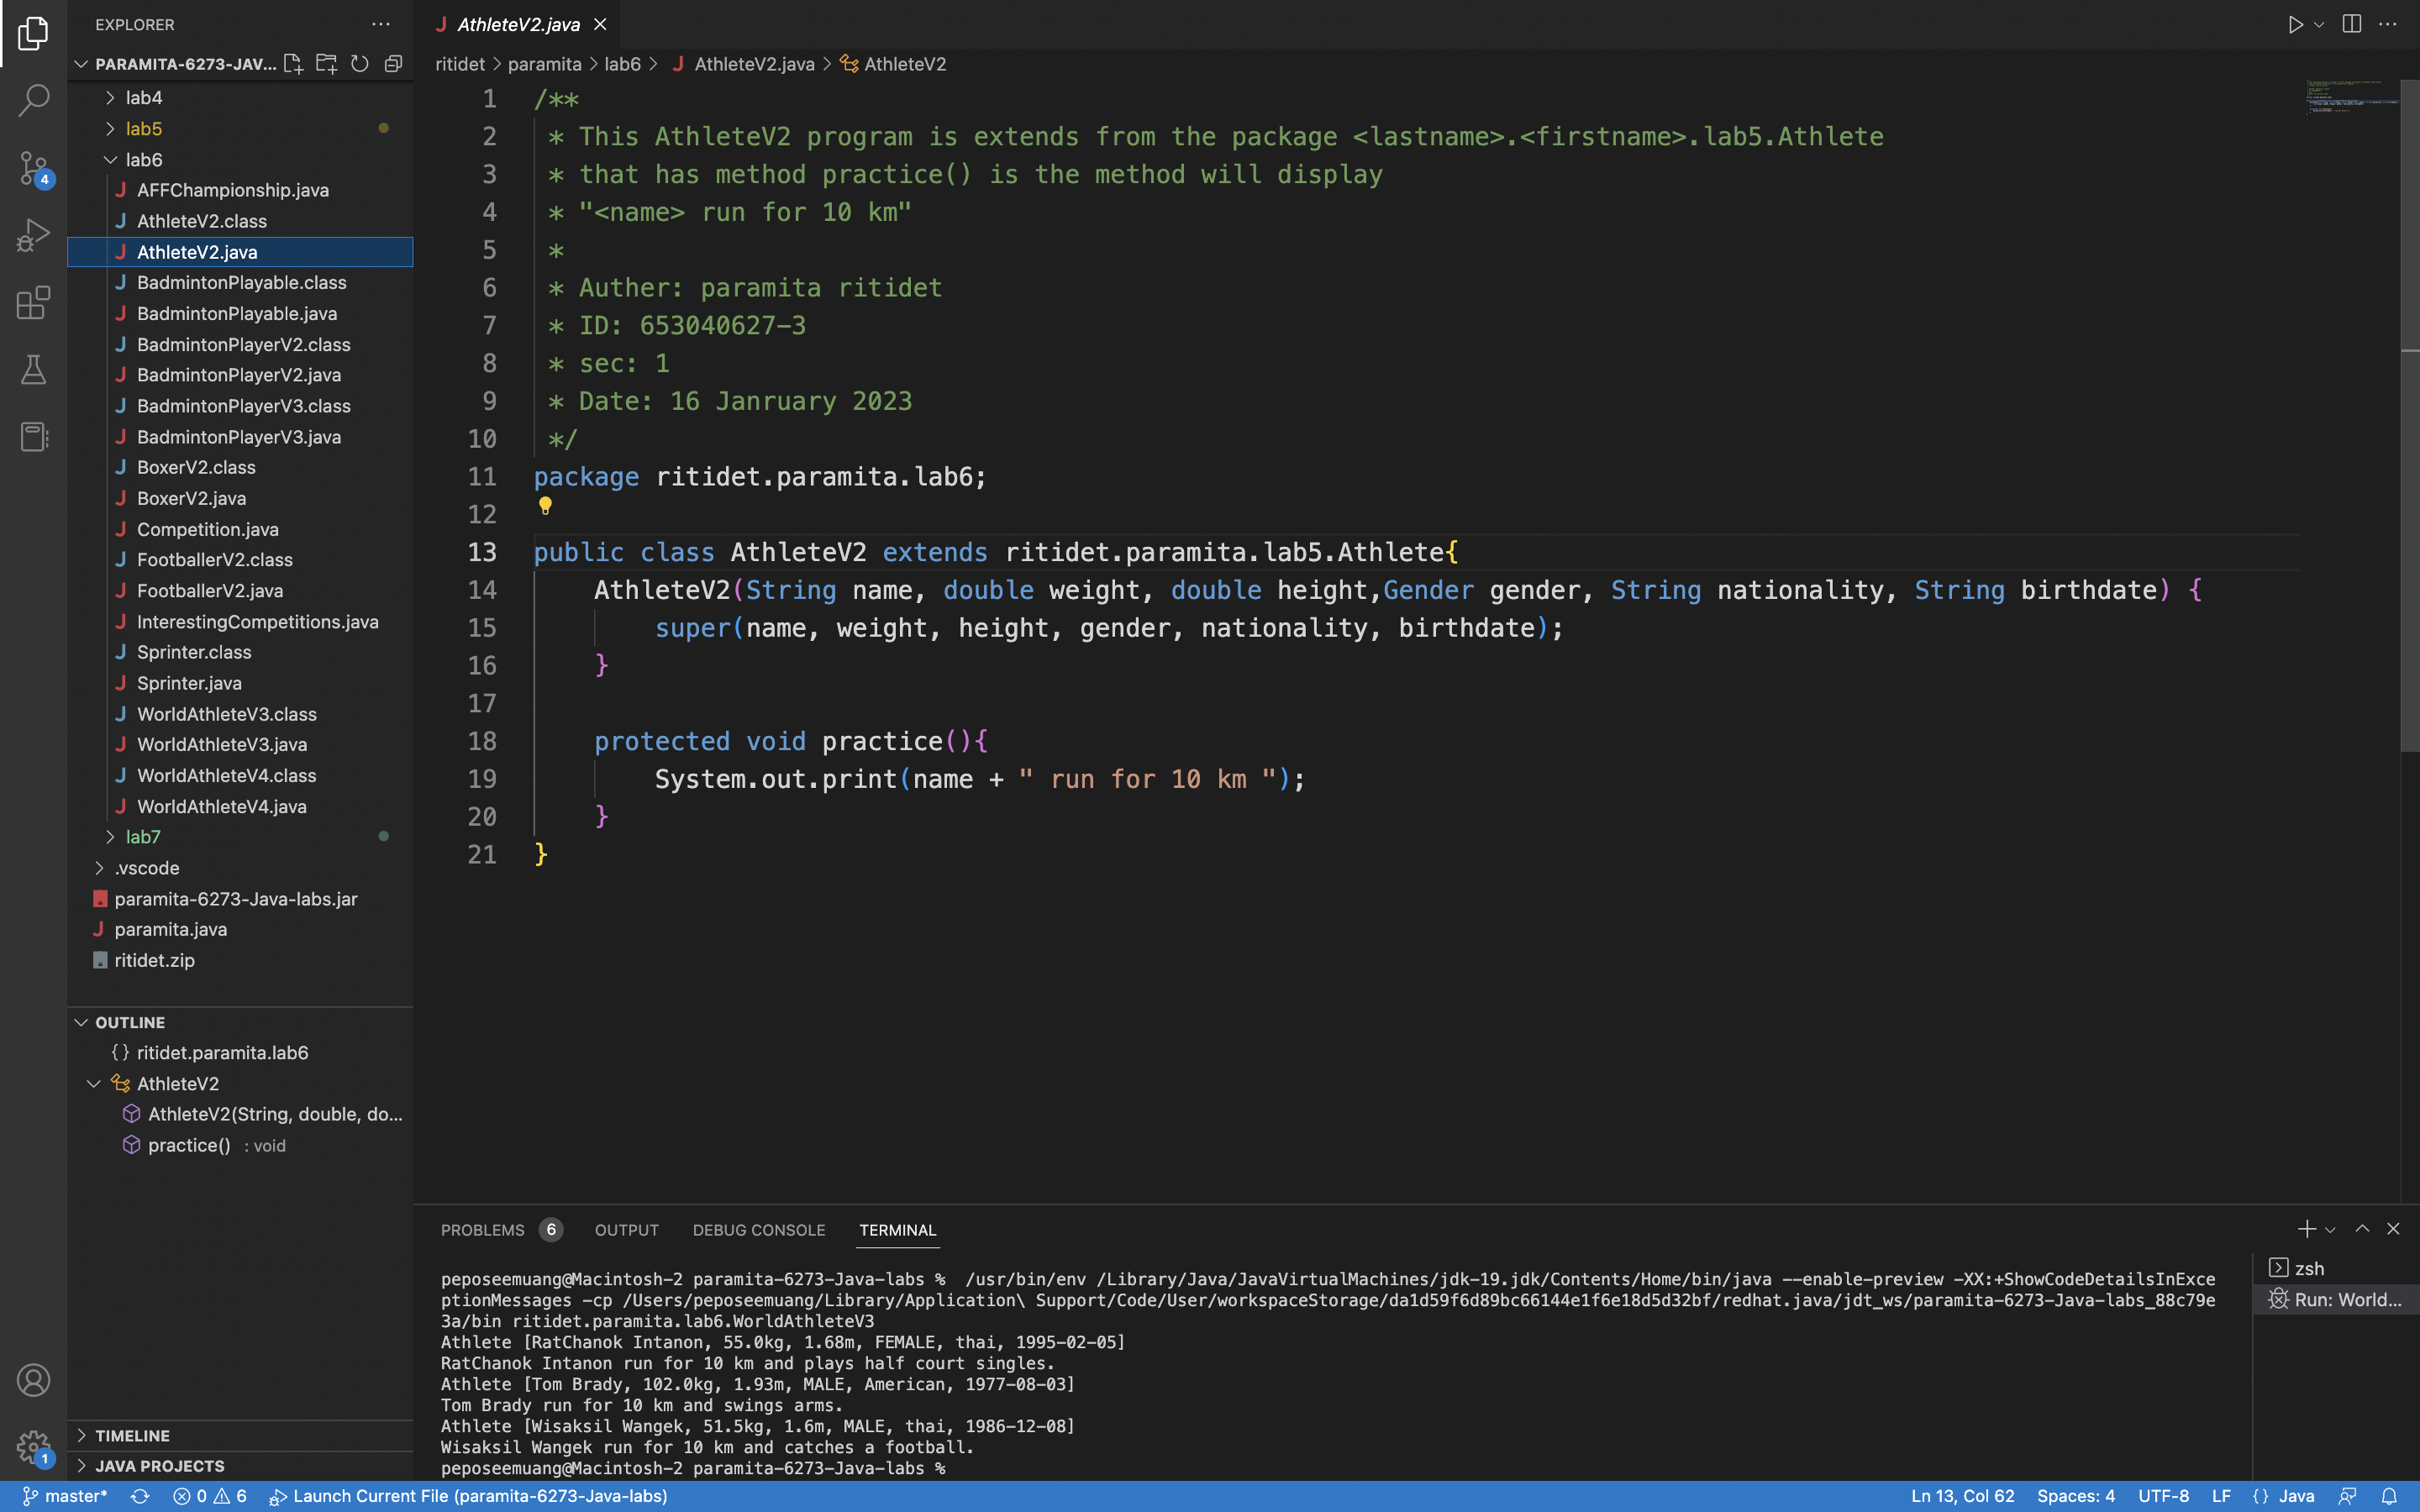 EXPLORER
PARAMITA-6273-JAV...
lab4
lab5
lab6
AFFChampionship.java
AthleteV2.class
AthleteV2.java
BadmintonPlayable.class
BadmintonPlayable.java
BadmintonPlayerV2.class
BadmintonPlayerV2.java
BadmintonPlayerV3.class
BadmintonPlayerV3.java
BoxerV2.class
BoxerV2.java
Competition.java
FootballerV2.class
FootballerV2.java
InterestingCompetitions.java
Sprinter.class
Sprinter.java
WorldAthleteV3.class
WorldAthleteV3.java
WorldAthleteV4.class
WorldAthleteV4.java
lab7
.vscode
paramita-6273-Java-labs.jar
paramita.java
ritidet.zip
OUTLINE
{} ritidet.paramita.lab6
AthleteV2
AthleteV2(String, double, do...
practice() : void
TIMELINE
JAVA PROJECTS
4
1
AthleteV2.java
ritidet > paramita > lab6 > J AthleteV2.java > AthleteV2
1 /**
2 * This AthleteV2 program is extends from the package <lastname>.<firstname>.lab5.Athlete
3 * that has method practice() is the method will display
4 * "<name> run for 10 km"
5 *
6 * Auther: paramita ritidet
7 * ID: 653040627-3
8 * sec: 1
9 * Date: 16 Janruary 2023
10 */
11 package ritidet.paramita.lab6;
12
13 public class AthleteV2 extends ritidet.paramita.lab5.Athlete{
14 AthleteV2(String name, double weight, double height,Gender gender, String nationality, String birthdate) {
15 super(name, weight, height, gender, nationality, birthdate);
16 }
17
18 protected void practice(){
19 System.out.print(name + " run for 10 km ");
20 }
21 }
PROBLEMS 6 OUTPUT DEBUG CONSOLE TERMINAL
peposeemuang@Macintosh-2 paramita-6273-Java-labs % /usr/bin/env /Library/Java/JavaVirtualMachines/jdk-19.jdk/Contents/Home/bin/java --enable-preview -XX:+ShowCodeDetailsInExce
ptionMessages -cp /Users/peposeemuang/Library/Application\ Support/Code/User/workspaceStorage/da1d59f6d89bc66144e1f6e18d5d32bf/redhat.java/jdt_ws/paramita-6273-Java-labs_88c79e
3a/bin ritidet.paramita.lab6.WorldAthleteV3
Athlete [RatChanok Intanon, 55.0kg, 1.68m, FEMALE, thai, 1995-02-05]
RatChanok Intanon run for 10 km and plays half court singles.
Athlete [Tom Brady, 102.0kg, 1.93m, MALE, American, 1977-08-03]
Tom Brady run for 10 km and swings arms.
Athlete [Wisaksil Wangek, 51.5kg, 1.6m, MALE, thai, 1986-12-08]
Wisaksil Wangek run for 10 km and catches a football.
peposeemuang@Macintosh-2 paramita-6273-Java-labs %
zsh
Run: World...
master* 0 6 Launch Current File (paramita-6273-Java-labs) Ln 13, Col 62 Spaces: 4 UTF-8 LF {} Java